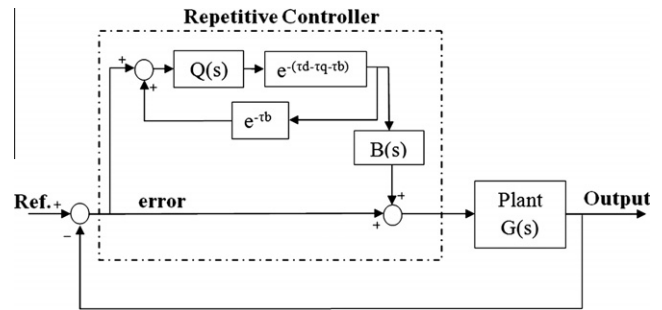 Repetitive Controller
+ + Q(s) e-(τd-τq-τb)
e-τb
B(s)
Ref. + error + + Plant G(s) Output
−